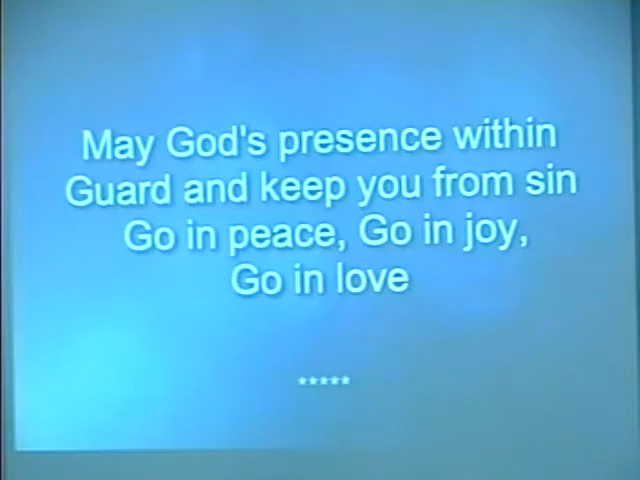 May God's presence within
Guard and keep you from sin
Go in peace, Go in joy,
Go in love
*****